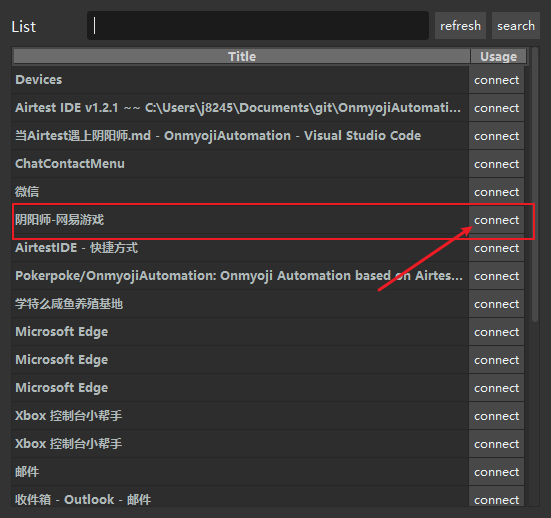 List refresh search
Title Usage
Devices connect
Airtest IDE v1.2.1 ~~ C:\Users\j8245\Documents\git\OnmyojiAutomati... connect
当Airtest遇上阴阳师.md - OnmyojiAutomation - Visual Studio Code connect
ChatContactMenu connect
微信 connect
阴阳师-网易游戏 connect
AirtestIDE - 快捷方式 connect
Pokerpoke/OnmyojiAutomation: Onmyoji Automation based on Airtes... connect
学特么咸鱼养殖基地 connect
Microsoft Edge connect
Microsoft Edge connect
Microsoft Edge connect
Xbox 控制台小帮手 connect
Xbox 控制台小帮手 connect
邮件 connect
收件箱 - Outlook - 邮件 connect